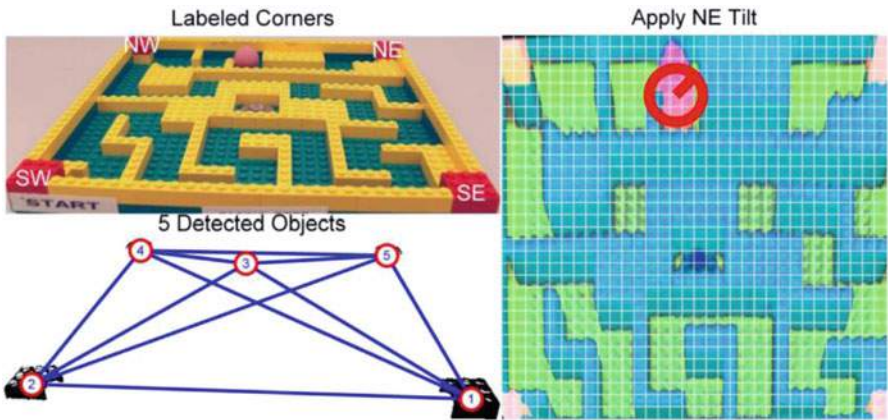 Labeled Corners
NW
NE
SW
SE
START
5 Detected Objects
4
3
5
2
1
Apply NE Tilt